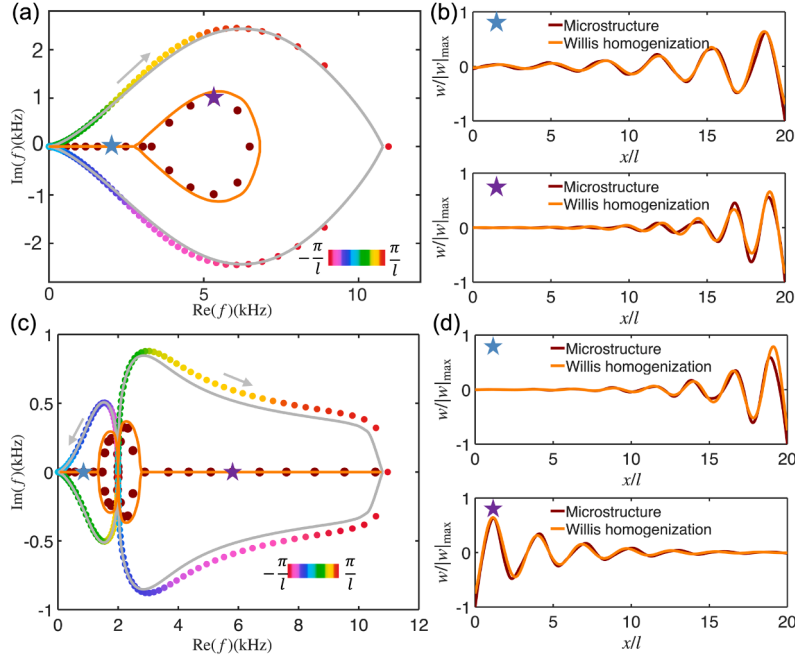 (a)
Im(f)(kHz)
2
1
0
-1
-2
0
5
10
Re(f)(kHz)
-π/l
π/l
(b)
w/|w|max
1
0
-1
Microstructure
Willis homogenization
0
5
10
15
20
x/l
w/|w|max
1
0
-1
Microstructure
Willis homogenization
0
5
10
15
20
x/l
(c)
Im(f)(kHz)
1
0.5
0
-0.5
-1
0
2
4
6
8
10
12
Re(f)(kHz)
-π/l
π/l
(d)
w/|w|max
1
0
-1
Microstructure
Willis homogenization
0
5
10
15
20
x/l
w/|w|max
1
0
-1
Microstructure
Willis homogenization
0
5
10
15
20
x/l